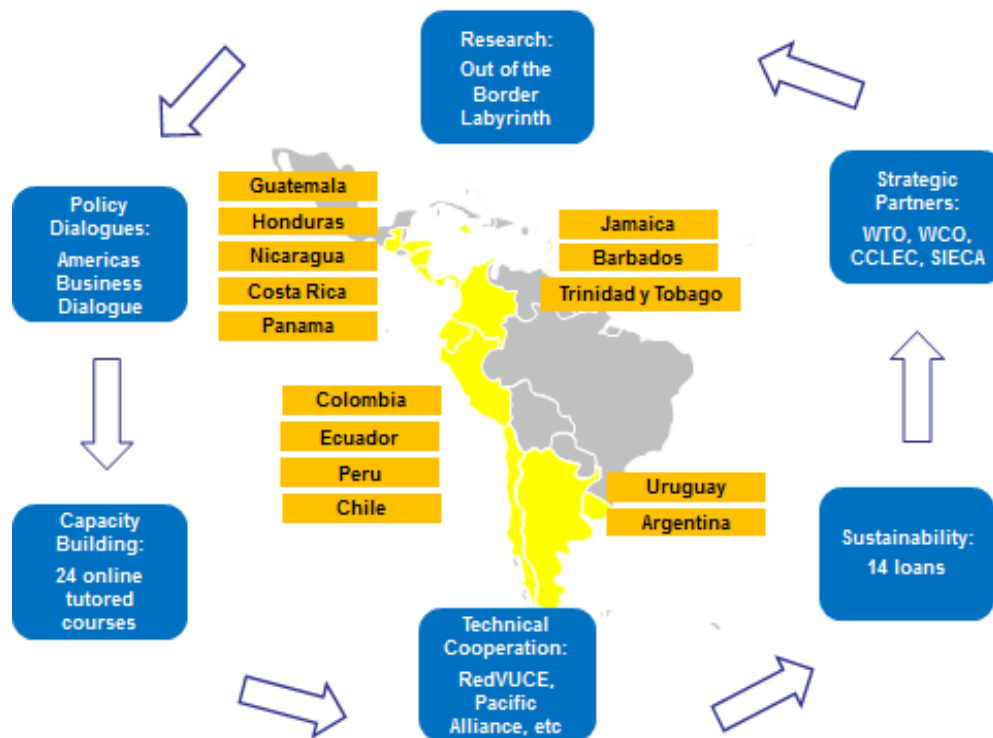 Research:
Out of the
Border
Labyrinth
Policy
Dialogues:
Americas
Business
Dialogue
Strategic
Partners:
WTO, WCO,
CCLEC, SIECA
Guatemala
Honduras
Nicaragua
Costa Rica
Panama
Jamaica
Barbados
Trinidad y Tobago
Colombia
Ecuador
Peru
Chile
Uruguay
Argentina
Capacity
Building:
24 online
tutored
courses
Technical
Cooperation:
RedVUCE,
Pacific
Alliance, etc
Sustainability:
14 loans